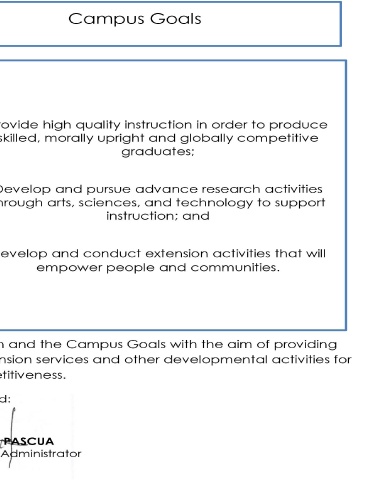 Campus Goals
ovide high quality instruction in order to produce
skilled, morally upright and globally competitive
graduates;
Develop and pursue advance research activities
hrough arts, sciences, and technology to support
instruction; and
evelop and conduct extension activities that will
empower people and communities.
n and the Campus Goals with the aim of providing
nsion services and other developmental activities for
etitiveness.
d:
PASCUA
Administrator